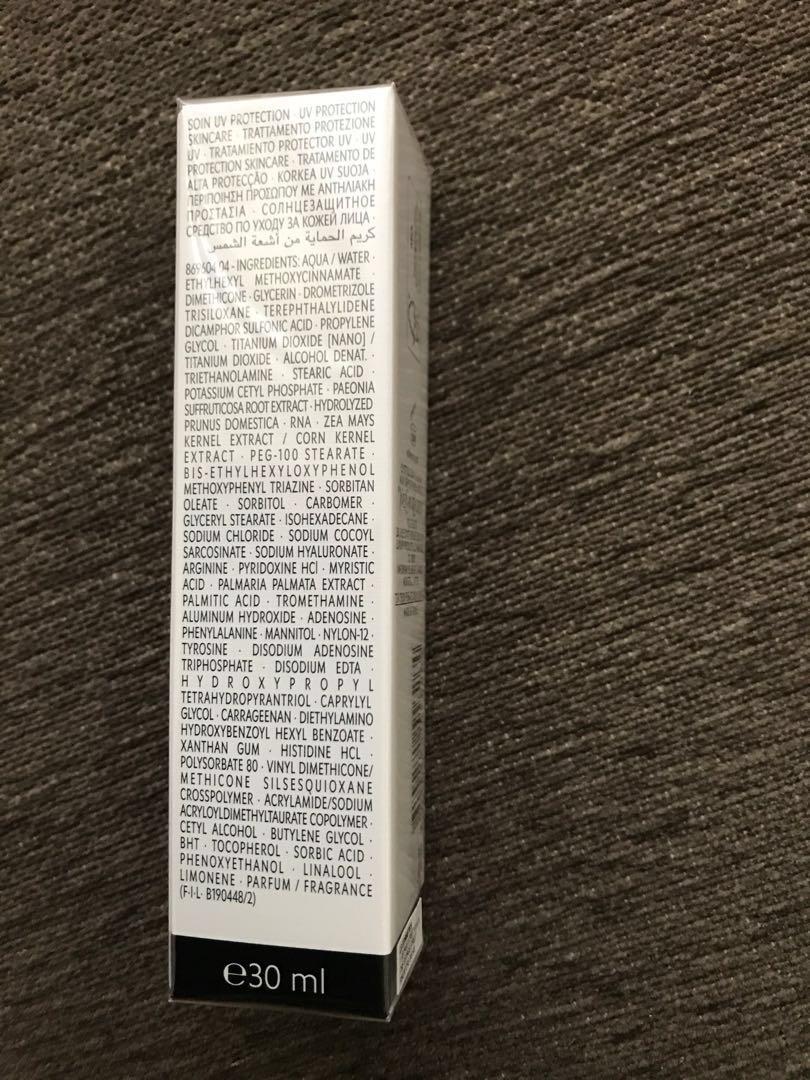 SOIN UV PROTECTION · UV PROTECTION
SKINCARE · TRATTAMENTO PROTEZIONE
UV · TRATAMIENTO PROTECTOR UV · UV
PROTECTION SKINCARE · TRATAMENTO DE
ALTA PROTECÇÃO · KORKEA UV SUOJA ·
ΠΕΡΙΠΟΙΗΣΗ ΠΡΟΣΩΠΟΥ ΜΕ ΑΝΤΗΛΙΑΚΗ
ΠΡΟΣΤΑΣΙΑ · СОЛНЦЕЗАЩИТНОЕ
СРЕДСТВО ПО УХОДУ ЗА КОЖЕЙ ЛИЦА ·
كريم الحماية من أشعة الشمس
869604 04 - INGREDIENTS: AQUA / WATER ·
ETHYLHEXYL METHOXYCINNAMATE ·
DIMETHICONE · GLYCERIN · DROMETRIZOLE
TRISILOXANE · TEREPHTHALYLIDENE
DICAMPHOR SULFONIC ACID · PROPYLENE
GLYCOL · TITANIUM DIOXIDE [NANO] /
TITANIUM DIOXIDE · ALCOHOL DENAT. ·
TRIETHANOLAMINE · STEARIC ACID ·
POTASSIUM CETYL PHOSPHATE · PAEONIA
SUFFRUTICOSA ROOT EXTRACT · HYDROLYZED
PRUNUS DOMESTICA · RNA · ZEA MAYS
KERNEL EXTRACT / CORN KERNEL
EXTRACT · PEG-100 STEARATE ·
BIS-ETHYLHEXYLOXYPHENOL
METHOXYPHENYL TRIAZINE · SORBITAN
OLEATE · SORBITOL · CARBOMER ·
GLYCERYL STEARATE · ISOHEXADECANE ·
SODIUM CHLORIDE · SODIUM COCOYL
SARCOSINATE · SODIUM HYALURONATE ·
ARGININE · PYRIDOXINE HCl · MYRISTIC
ACID · PALMARIA PALMATA EXTRACT ·
PALMITIC ACID · TROMETHAMINE ·
ALUMINUM HYDROXIDE · ADENOSINE ·
PHENYLALANINE · MANNITOL · NYLON-12 ·
TYROSINE · DISODIUM ADENOSINE
TRIPHOSPHATE · DISODIUM EDTA ·
HYDROXYPROPYL
TETRAHYDROPYRANTRIOL · CAPRYLYL
GLYCOL · CARRAGEENAN · DIETHYLAMINO
HYDROXYBENZOYL HEXYL BENZOATE ·
XANTHAN GUM · HISTIDINE HCL ·
POLYSORBATE 80 · VINYL DIMETHICONE/
METHICONE SILSESQUIOXANE
CROSSPOLYMER · ACRYLAMIDE/SODIUM
ACRYLOYLDIMETHYLTAURATE COPOLYMER ·
CETYL ALCOHOL · BUTYLENE GLYCOL ·
BHT · TOCOPHEROL · SORBIC ACID ·
PHENOXYETHANOL · LINALOOL ·
LIMONENE · PARFUM / FRAGRANCE
(F·I·L· B190448/2)
℮30 ml